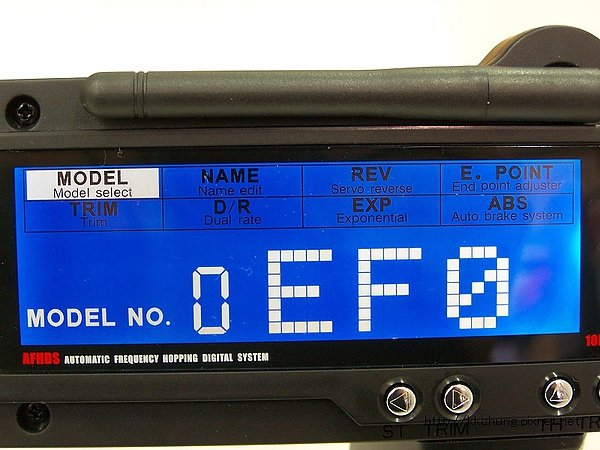 MODEL NAME REV E. POINT
Model select Name edit Servo reverse End point adjuster
TRIM D/R EXP ABS
Trim Dual rate Exponential Auto brake system
MODEL NO. 0 EF0
AFHDS AUTOMATIC FREQUENCY HOPPING DIGITAL SYSTEM
ST TRIM